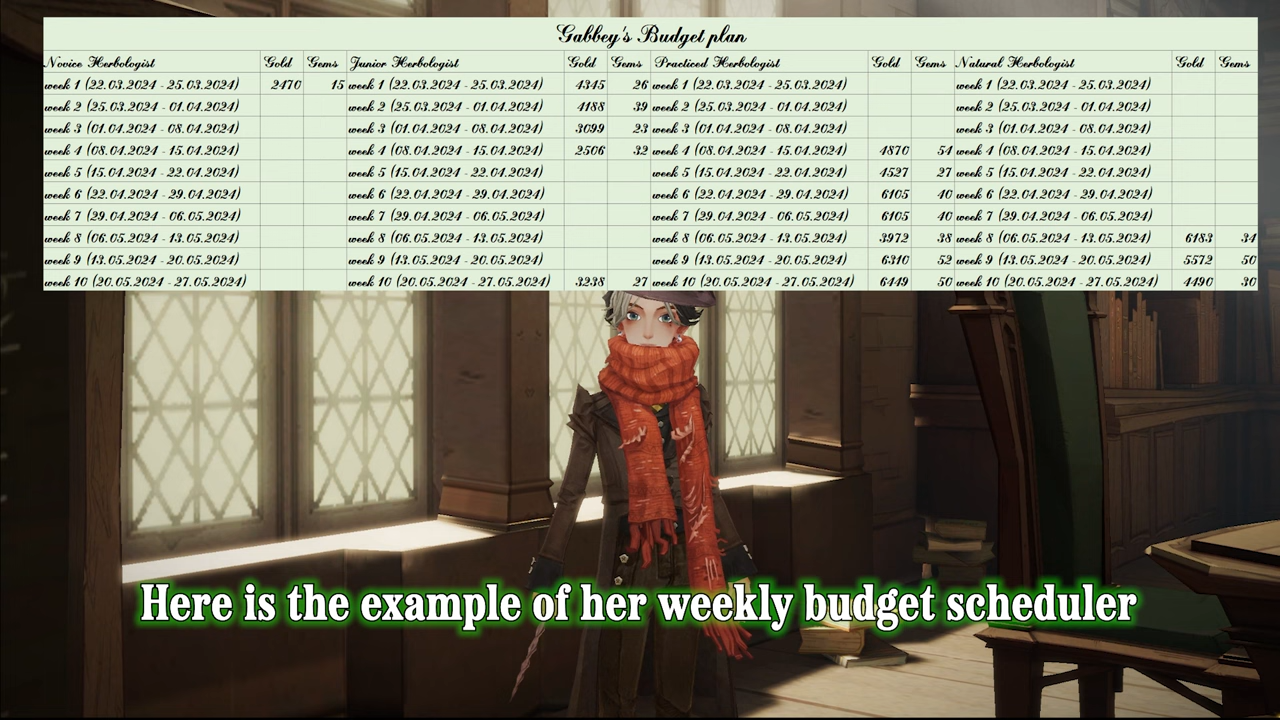 Gabbey's Budget plan
Novice Herbologist Gold Gems Junior Herbologist Gold Gems Practiced Herbologist Gold Gems Natural Herbologist Gold Gems
week 1 (22.03.2024 - 25.03.2024) 2470 15 week 1 (22.03.2024 - 25.03.2024) 4345 26 week 1 (22.03.2024 - 25.03.2024) week 1 (22.03.2024 - 25.03.2024)
week 2 (25.03.2024 - 01.04.2024) week 2 (25.03.2024 - 01.04.2024) 4188 39 week 2 (25.03.2024 - 01.04.2024) week 2 (25.03.2024 - 01.04.2024)
week 3 (01.04.2024 - 08.04.2024) week 3 (01.04.2024 - 08.04.2024) 3099 23 week 3 (01.04.2024 - 08.04.2024) week 3 (01.04.2024 - 08.04.2024)
week 4 (08.04.2024 - 15.04.2024) week 4 (08.04.2024 - 15.04.2024) 2506 32 week 4 (08.04.2024 - 15.04.2024) 4870 54 week 4 (08.04.2024 - 15.04.2024)
week 5 (15.04.2024 - 22.04.2024) week 5 (15.04.2024 - 22.04.2024) week 5 (15.04.2024 - 22.04.2024) 4527 27 week 5 (15.04.2024 - 22.04.2024)
week 6 (22.04.2024 - 29.04.2024) week 6 (22.04.2024 - 29.04.2024) week 6 (22.04.2024 - 29.04.2024) 6105 40 week 6 (22.04.2024 - 29.04.2024)
week 7 (29.04.2024 - 06.05.2024) week 7 (29.04.2024 - 06.05.2024) week 7 (29.04.2024 - 06.05.2024) 6105 40 week 7 (29.04.2024 - 06.05.2024)
week 8 (06.05.2024 - 13.05.2024) week 8 (06.05.2024 - 13.05.2024) week 8 (06.05.2024 - 13.05.2024) 3972 38 week 8 (06.05.2024 - 13.05.2024) 6183 34
week 9 (13.05.2024 - 20.05.2024) week 9 (13.05.2024 - 20.05.2024) week 9 (13.05.2024 - 20.05.2024) 6310 52 week 9 (13.05.2024 - 20.05.2024) 5572 50
week 10 (20.05.2024 - 27.05.2024) week 10 (20.05.2024 - 27.05.2024) 3238 27 week 10 (20.05.2024 - 27.05.2024) 6449 50 week 10 (20.05.2024 - 27.05.2024) 4490 30
Here is the example of her weekly budget scheduler